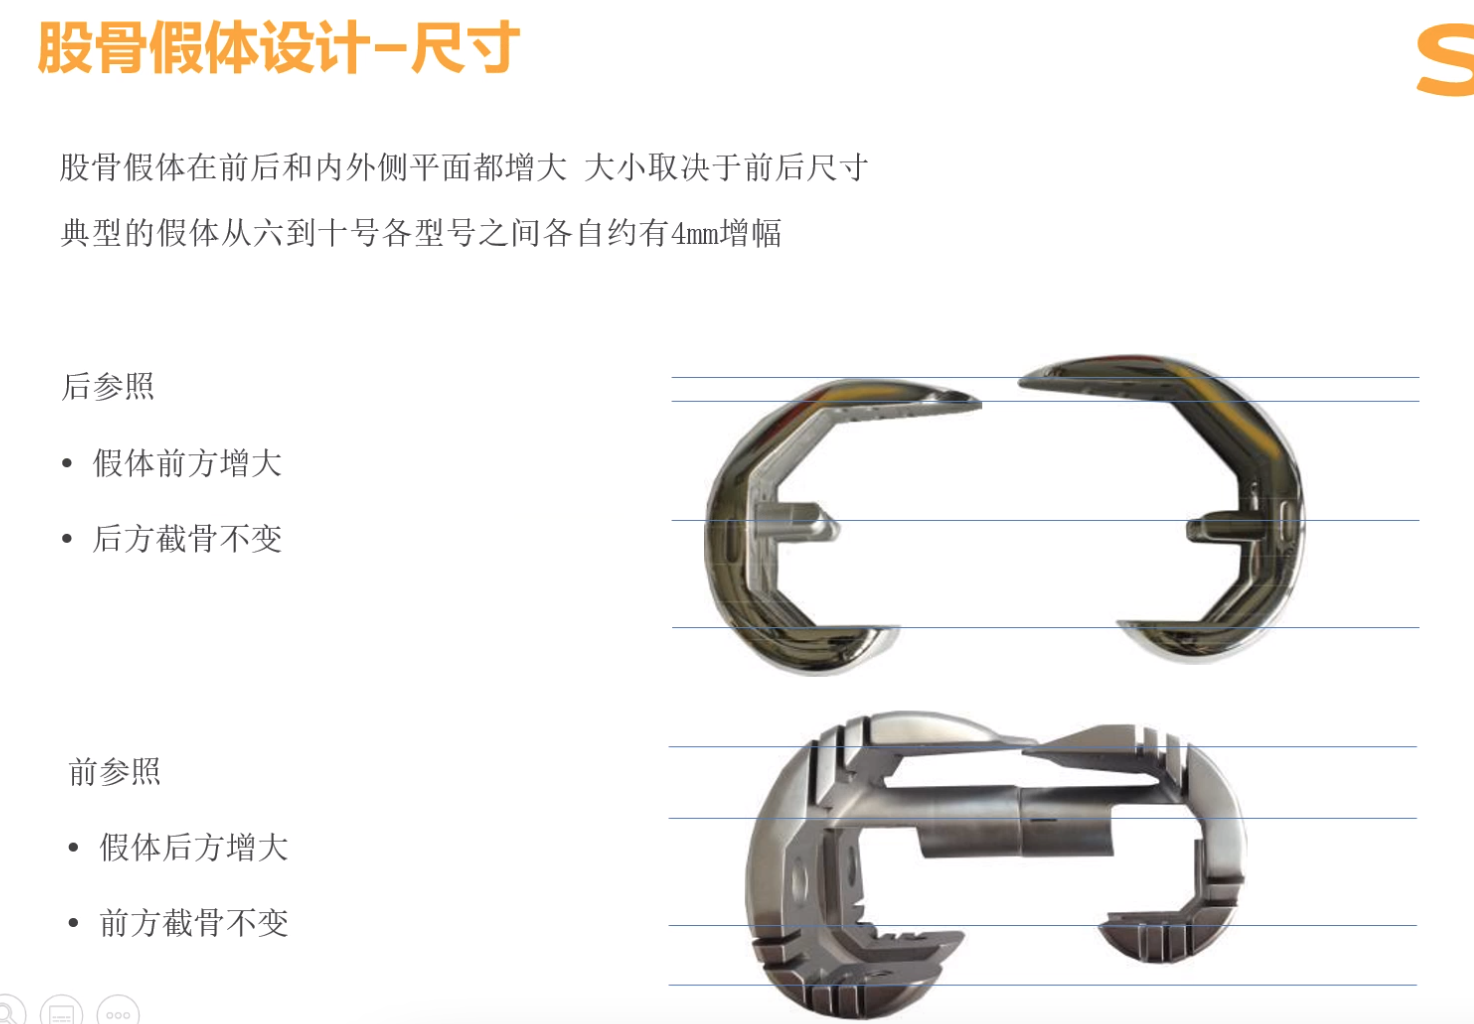 股骨假体设计-尺寸
S
股骨假体在前后和内外侧平面都增大 大小取决于前后尺寸
典型的假体从六到十号各型号之间各自约有4mm增幅
后参照
• 假体前方增大
• 后方截骨不变
前参照
• 假体后方增大
• 前方截骨不变